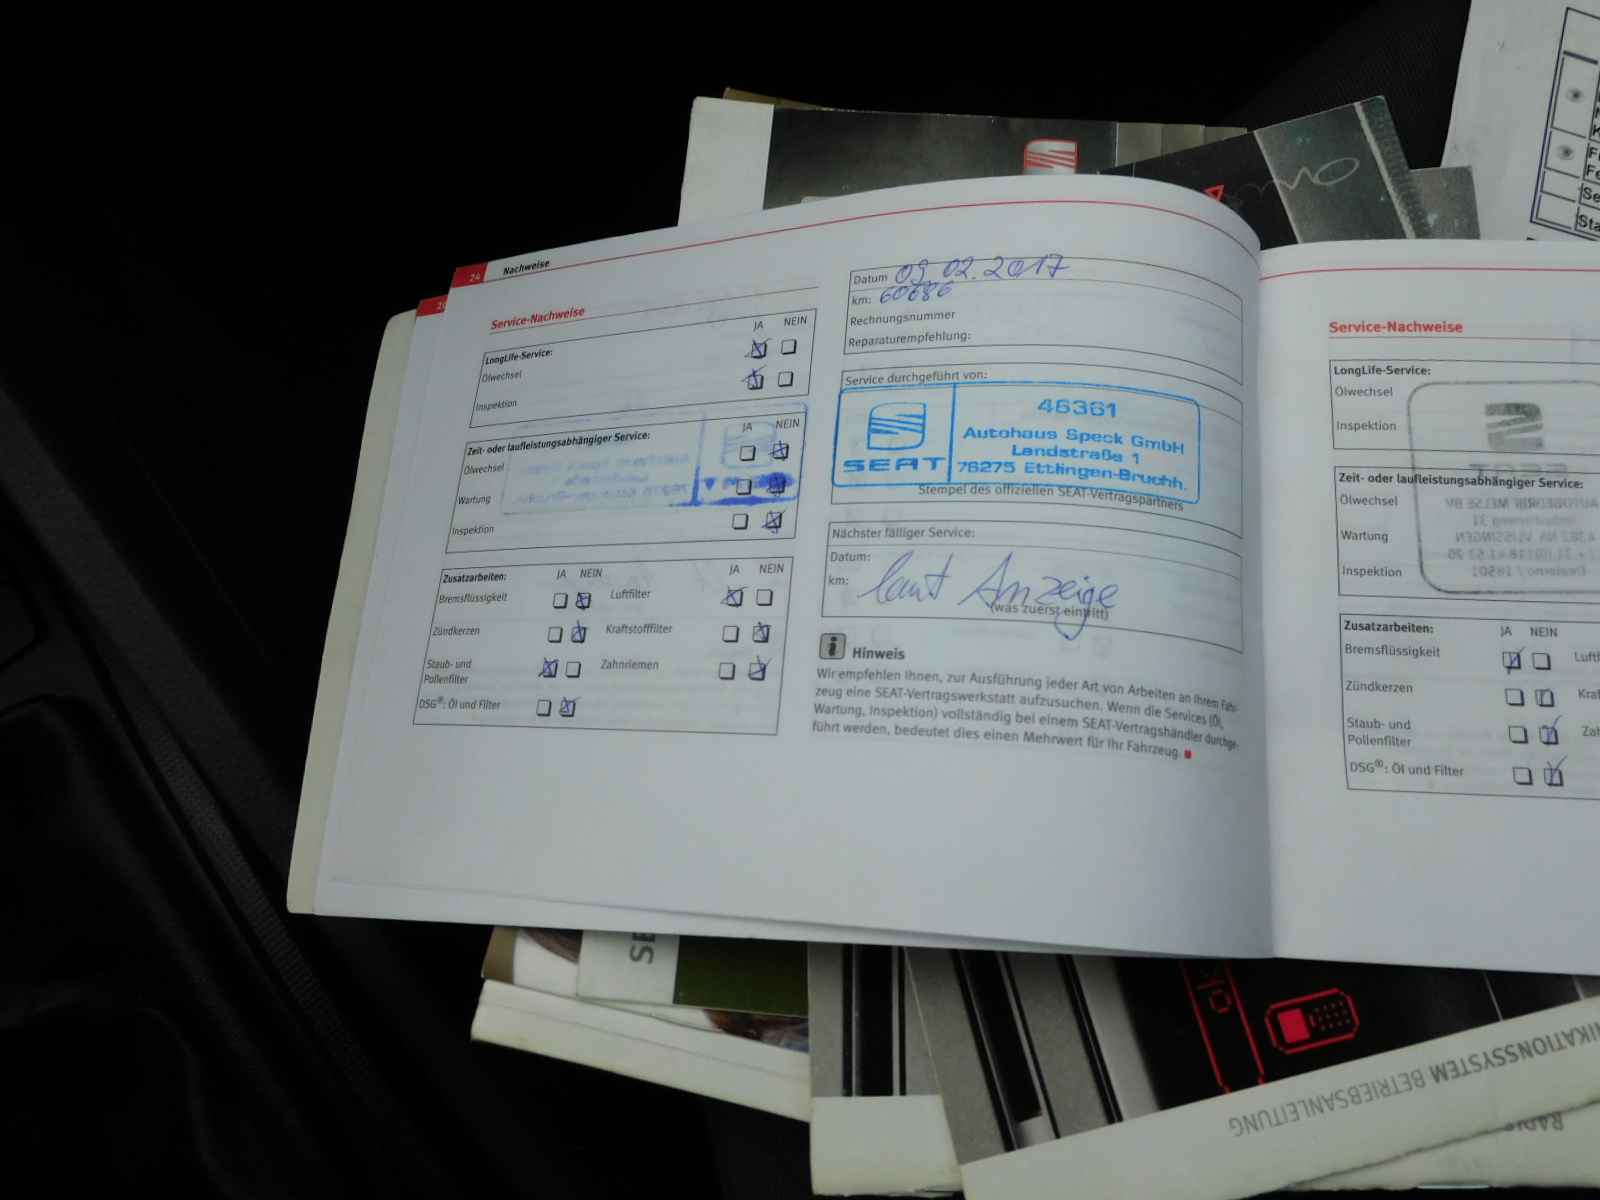 24 Nachweise
Service-Nachweise
JA NEIN
LongLife-Service:
Ölwechsel
Inspektion
JA NEIN
Zeit- oder laufleistungsabhängiger Service:
Ölwechsel
Wartung
Inspektion
Zusatzarbeiten: JA NEIN JA NEIN
Bremsflüssigkeit Luftfilter
Zündkerzen Kraftstofffilter
Staub- und Zahnriemen
Pollenfilter
DSG®: Öl und Filter
Datum 09.02.2017
km: 60686
Rechnungsnummer
Reparaturempfehlung:
Service durchgeführt von:
SEAT
46361
Autohaus Speck GmbH
Landstraße 1
76275 Ettlingen-Bruchh.
Stempel des offiziellen SEAT-Vertragspartners
Nächster fälliger Service:
Datum:
km: laut Anzeige
(was zuerst eintritt)
Hinweis
Wir empfehlen Ihnen, zur Ausführung jeder Art von Arbeiten an Ihrem Fahr-
zeug eine SEAT-Vertragswerkstatt aufzusuchen. Wenn die Services (Öl,
Wartung, Inspektion) vollständig bei einem SEAT-Vertragshändler durchge-
führt werden, bedeutet dies einen Mehrwert für Ihr Fahrzeug.
Service-Nachweise
LongLife-Service:
Ölwechsel
Inspektion
Zeit- oder laufleistungsabhängiger Service:
Ölwechsel
Wartung
Inspektion
Zusatzarbeiten: JA NEIN
Bremsflüssigkeit
Zündkerzen
Staub- und
Pollenfilter
DSG®: Öl und Filter
BETRIEBSANLEITUNG